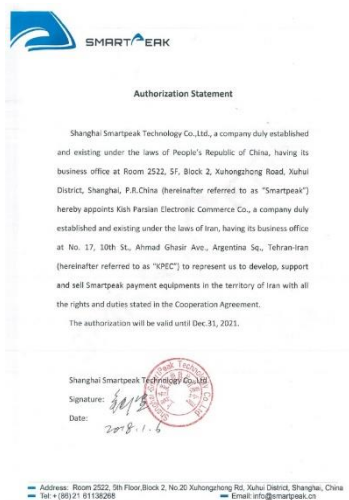 SMARTPEAK
Authorization Statement
Shanghai Smartpeak Technology Co.,Ltd., a company duly established
and existing under the laws of People's Republic of China, having its
business office at Room 2522, 5F, Block 2, Xuhongzhong Road, Xuhui
District, Shanghai, P.R.China (hereinafter referred to as "Smartpeak")
hereby appoints Kish Parsian Electronic Commerce Co., a company duly
established and existing under the laws of Iran, having its business office
at No. 17, 10th St., Ahmad Ghasir Ave., Argentina Sq., Tehran-Iran
(hereinafter referred to as "KPEC") to represent us to develop, support
and sell Smartpeak payment equipments in the territory of Iran with all
the rights and duties stated in the Cooperation Agreement.
The authorization will be valid until Dec.31, 2021.
Shanghai Smartpeak Technology Co.,Ltd
Signature:
Date:
2018.1.6
Address: Room 2522, 5th Floor,Block 2, No.20 Xuhongzhong Rd, Xuhui District, Shanghai, China
Tel:+(86)21 61138268
Email:info@smartpeak.cn